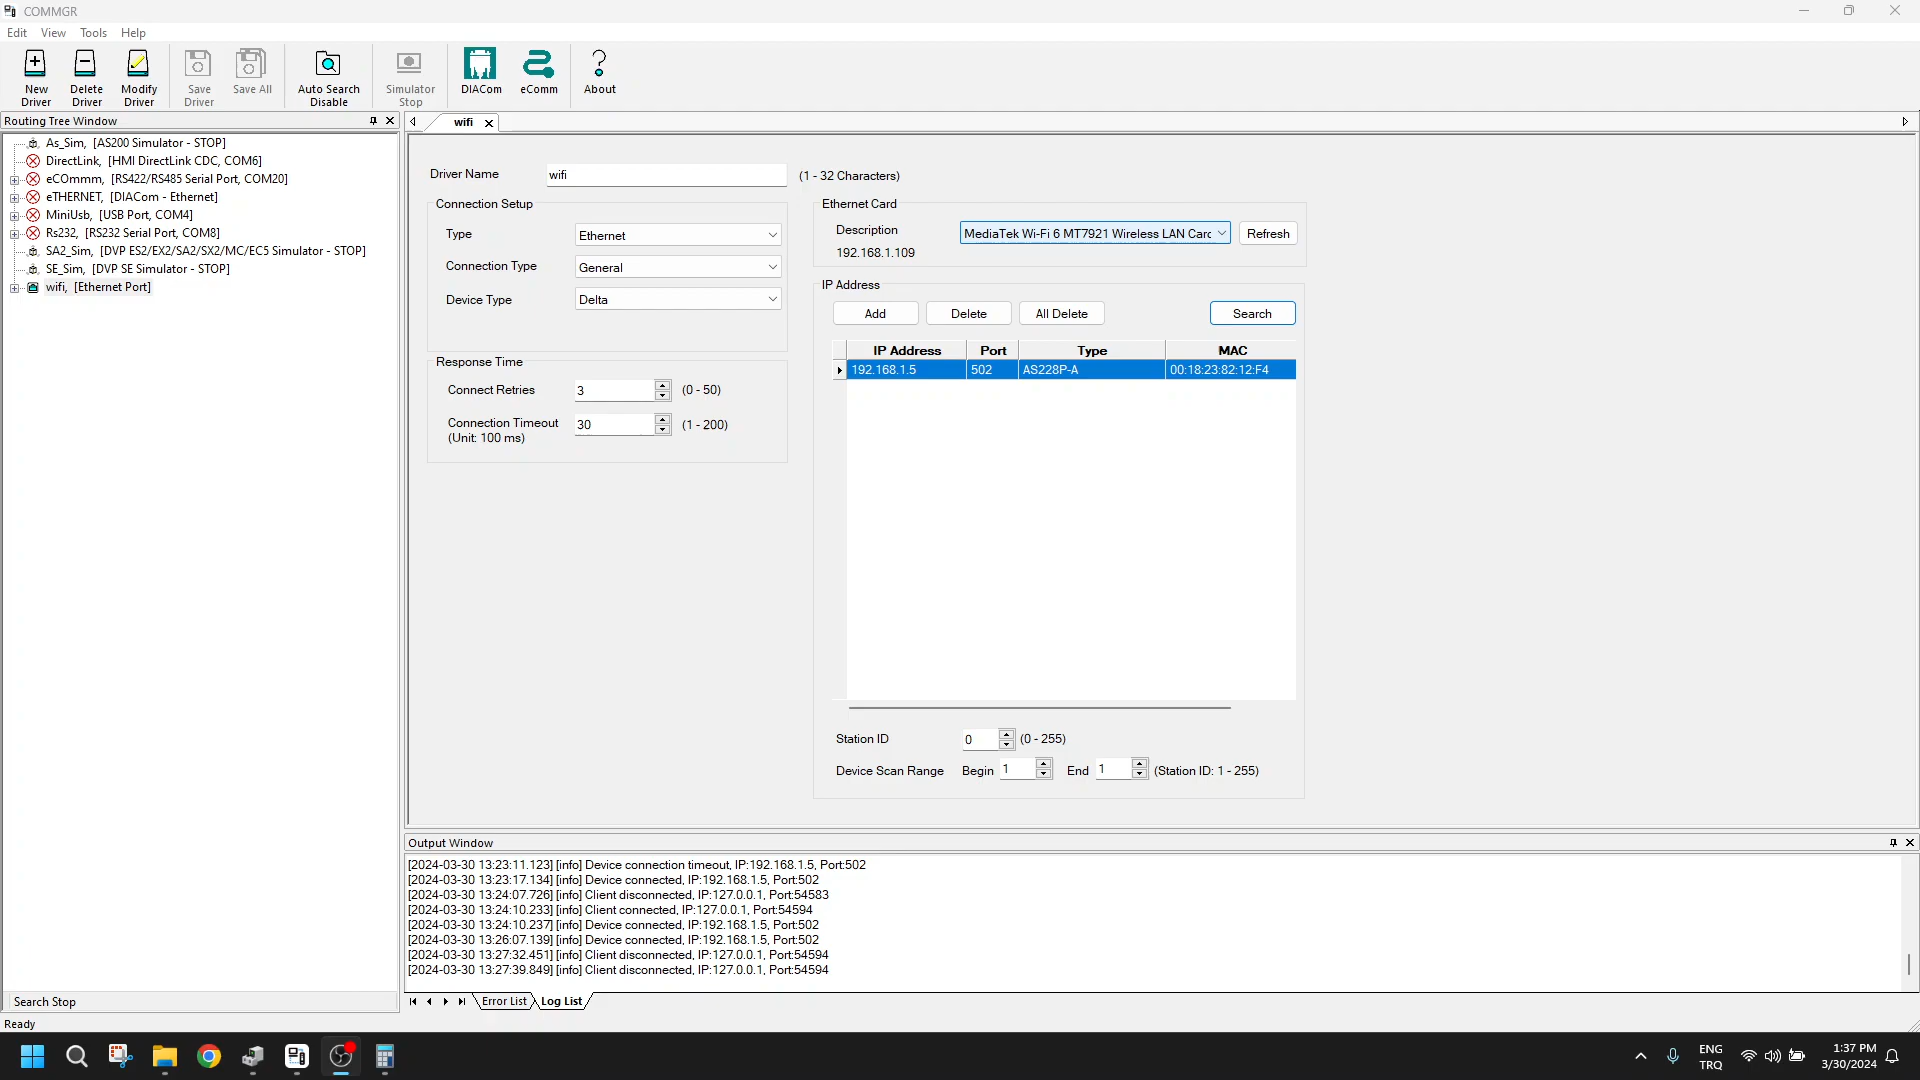 COMMGR
Edit View Tools Help
New Driver
Delete Driver
Modify Driver
Save Driver
Save All
Auto Search Disable
Simulator Stop
DIACom
eComm
About
Routing Tree Window
As_Sim, [AS200 Simulator - STOP]
DirectLink, [HMI DirectLink CDC, COM6]
eCOmmm, [RS422/RS485 Serial Port, COM20]
eTHERNET, [DIACom - Ethernet]
MiniUsb, [USB Port, COM4]
Rs232, [RS232 Serial Port, COM8]
SA2_Sim, [DVP ES2/EX2/SA2/SX2/MC/EC5 Simulator - STOP]
SE_Sim, [DVP SE Simulator - STOP]
wifi, [Ethernet Port]
Search Stop
wifi
Driver Name wifi (1 - 32 Characters)
Connection Setup
Type Ethernet
Connection Type General
Device Type Delta
Response Time
Connect Retries 3 (0 - 50)
Connection Timeout 30 (1 - 200)
(Unit: 100 ms)
Ethernet Card
Description MediaTek Wi-Fi 6 MT7921 Wireless LAN Carc Refresh
192.168.1.109
IP Address
Add Delete All Delete Search
IP Address Port Type MAC
192.168.1.5 502 AS228P-A 00:18:23:82:12:F4
Station ID 0 (0 - 255)
Device Scan Range Begin 1 End 1 (Station ID: 1 - 255)
Output Window
[2024-03-30 13:23:11.123] [info] Device connection timeout, IP:192.168.1.5, Port:502
[2024-03-30 13:23:17.134] [info] Device connected, IP:192.168.1.5, Port:502
[2024-03-30 13:24:07.726] [info] Client disconnected, IP:127.0.0.1, Port:54583
[2024-03-30 13:24:10.233] [info] Client connected, IP:127.0.0.1, Port:54594
[2024-03-30 13:24:10.237] [info] Device connected, IP:192.168.1.5, Port:502
[2024-03-30 13:26:07.139] [info] Device connected, IP:192.168.1.5, Port:502
[2024-03-30 13:27:32.451] [info] Client disconnected, IP:127.0.0.1, Port:54594
[2024-03-30 13:27:39.849] [info] Client disconnected, IP:127.0.0.1, Port:54594
Error List Log List
Ready
ENG
TRQ
1:37 PM
3/30/2024